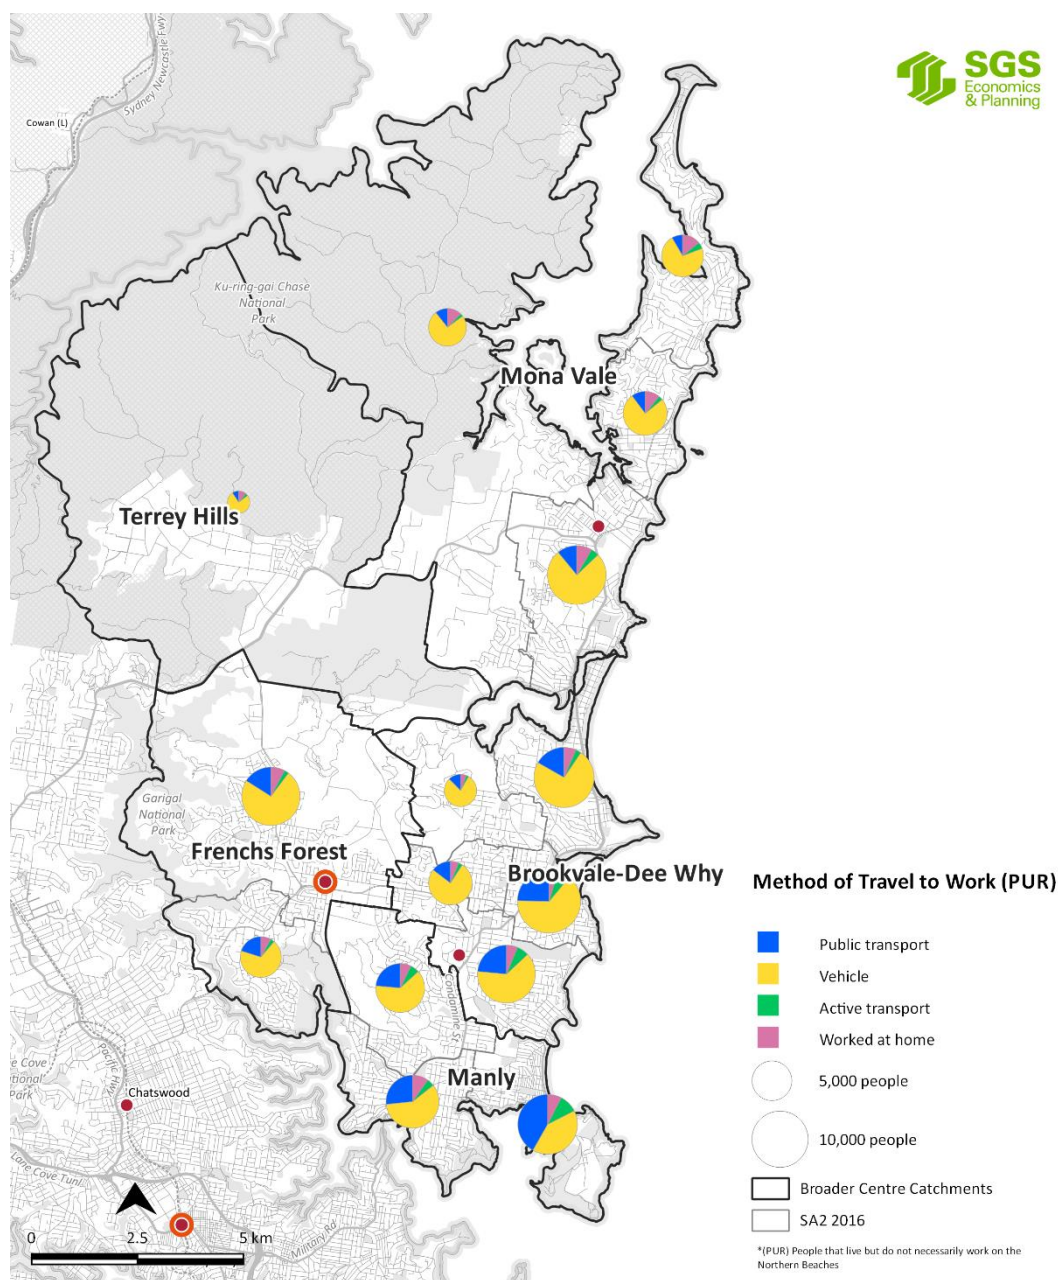 SGS
Economics
& Planning
Sydney Newcastle Fwy
Cowan (L)
Ku-ring-gai Chase
National
Park
Mona Vale
Terrey Hills
Garigal
National
Park
Frenchs Forest
Brookvale-Dee Why
Condamine St
Manly
Pacific Hwy
Chatswood
Lane Cove Tunl.
Military Rd
0 2.5 5 km
Method of Travel to Work (PUR)
Public transport
Vehicle
Active transport
Worked at home
5,000 people
10,000 people
Broader Centre Catchments
SA2 2016
*(PUR) People that live but do not necessarily work on the
Northern Beaches